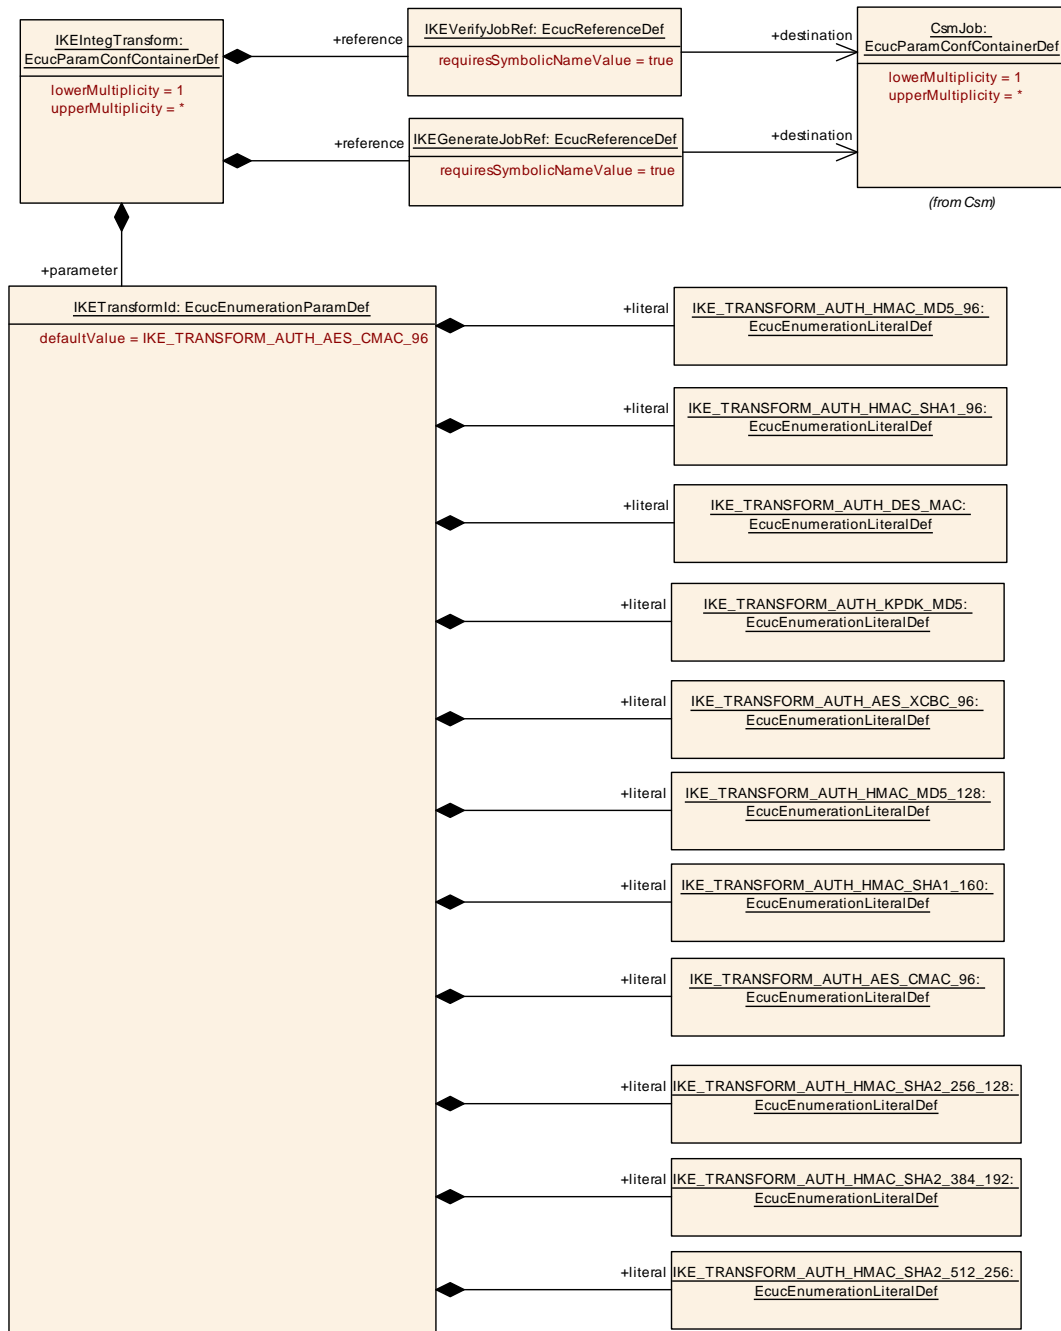 IKEIntegTransform:
EcucParamConfContainerDef
lowerMultiplicity = 1
upperMultiplicity = *
+reference
IKEVerifyJobRef: EcucReferenceDef
requiresSymbolicNameValue = true
+destination
CsmJob:
EcucParamConfContainerDef
lowerMultiplicity = 1
upperMultiplicity = *
(from Csm)
+reference
IKEGenerateJobRef: EcucReferenceDef
requiresSymbolicNameValue = true
+destination
+parameter
IKETransformId: EcucEnumerationParamDef
defaultValue = IKE_TRANSFORM_AUTH_AES_CMAC_96
+literal
IKE_TRANSFORM_AUTH_HMAC_MD5_96:
EcucEnumerationLiteralDef
+literal
IKE_TRANSFORM_AUTH_HMAC_SHA1_96:
EcucEnumerationLiteralDef
+literal
IKE_TRANSFORM_AUTH_DES_MAC:
EcucEnumerationLiteralDef
+literal
IKE_TRANSFORM_AUTH_KPDK_MD5:
EcucEnumerationLiteralDef
+literal
IKE_TRANSFORM_AUTH_AES_XCBC_96:
EcucEnumerationLiteralDef
+literal
IKE_TRANSFORM_AUTH_HMAC_MD5_128:
EcucEnumerationLiteralDef
+literal
IKE_TRANSFORM_AUTH_HMAC_SHA1_160:
EcucEnumerationLiteralDef
+literal
IKE_TRANSFORM_AUTH_AES_CMAC_96:
EcucEnumerationLiteralDef
+literal
IKE_TRANSFORM_AUTH_HMAC_SHA2_256_128:
EcucEnumerationLiteralDef
+literal
IKE_TRANSFORM_AUTH_HMAC_SHA2_384_192:
EcucEnumerationLiteralDef
+literal
IKE_TRANSFORM_AUTH_HMAC_SHA2_512_256:
EcucEnumerationLiteralDef